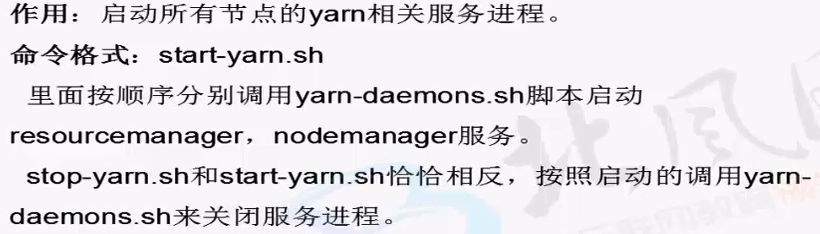 作用：启动所有节点的yarn相关服务进程。
命令格式：start-yarn.sh
里面按顺序分别调用yarn-daemons.sh脚本启动
resourcemanager，nodemanager服务。
stop-yarn.sh和start-yarn.sh恰恰相反，按照启动的调用yarn-
daemons.sh来关闭服务进程。
北风